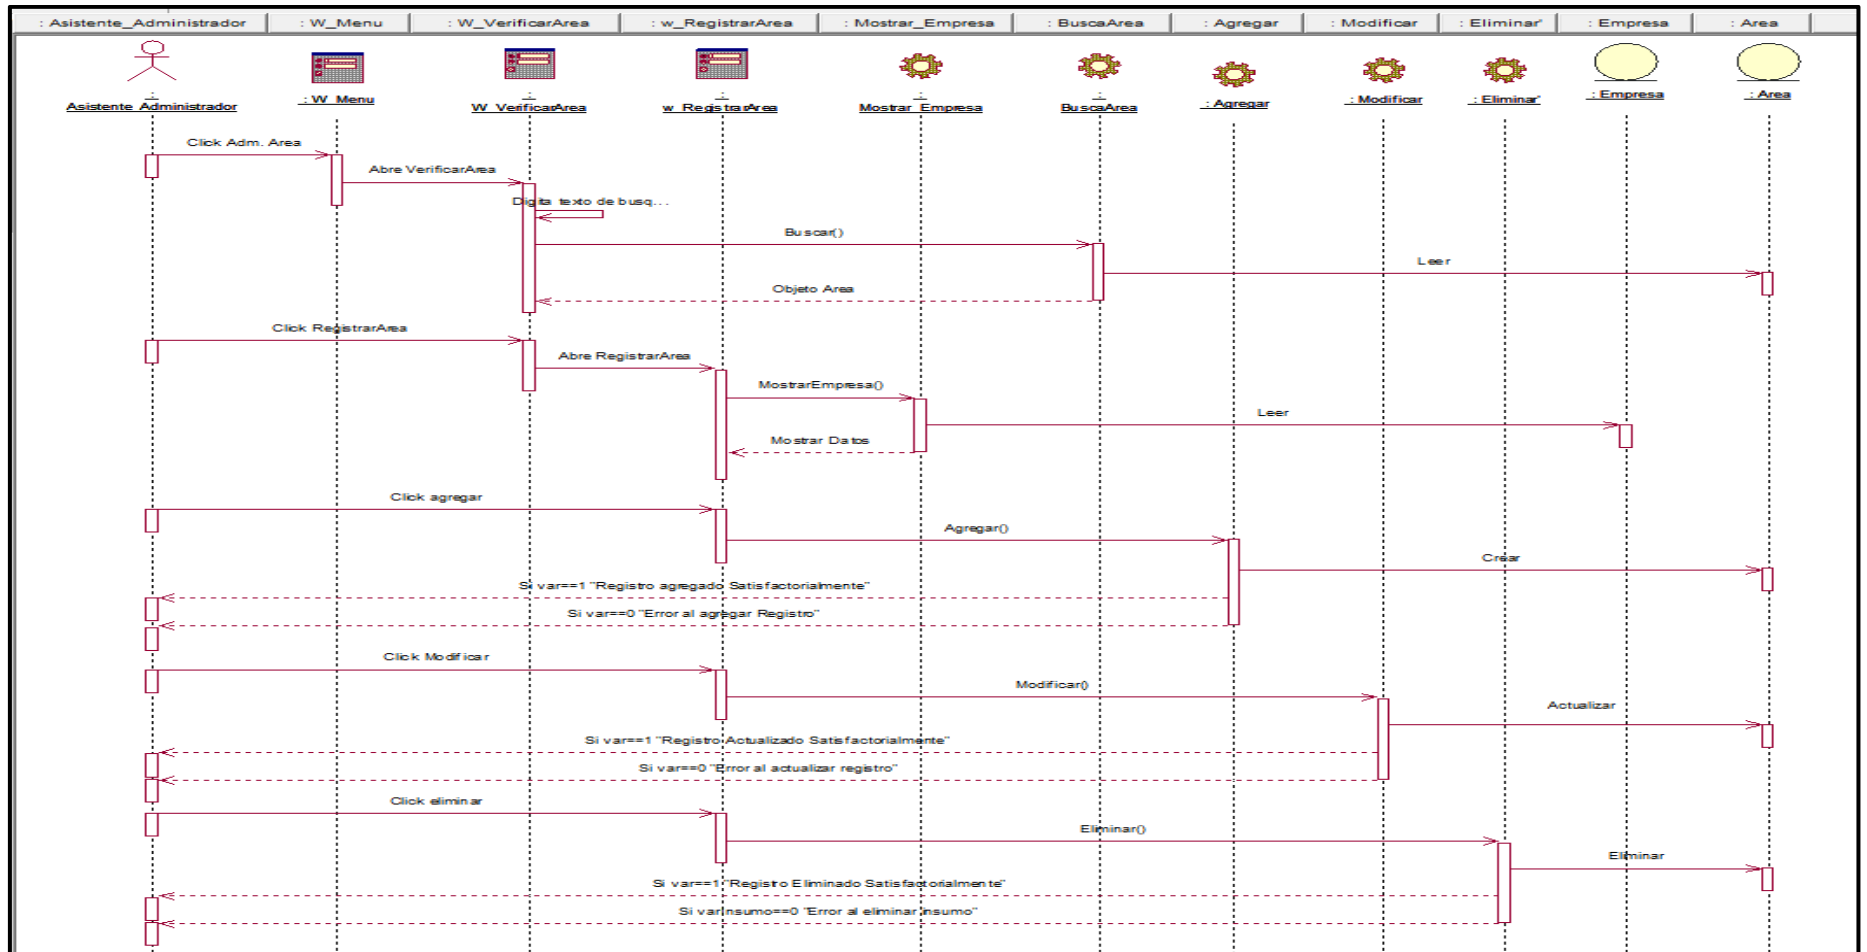 : Asistente_Administrador
: W_Menu
: W_VerificarArea
: w_RegistrarArea
: Mostrar_Empresa
: BuscaArea
: Agregar
: Modificar
: Eliminar'
: Empresa
: Area
:
Asistente_Administrador
: W_Menu
:
W_VerificarArea
:
w_RegistrarArea
:
Mostrar_Empresa
:
BuscaArea
: Agregar
: Modificar
: Eliminar'
: Empresa
: Area
Click Adm. Area
Abre VerificarArea
Digita texto de busq...
Buscar()
Leer
Objeto Area
Click RegistrarArea
Abre RegistrarArea
MostrarEmpresa()
Leer
Mostrar Datos
Click agregar
Agregar()
Crear
Si var==1 "Registro agregado Satisfactorialmente"
Si var==0 "Error al agregar Registro"
Click Modificar
Modificar()
Actualizar
Si var==1 "Registro Actualizado Satisfactorialmente"
Si var==0 "Error al actualizar registro"
Click eliminar
Eliminar()
Eliminar
Si var==1 "Registro Eliminado Satisfactorialmente"
Si varInsumo==0 "Error al eliminar insumo"